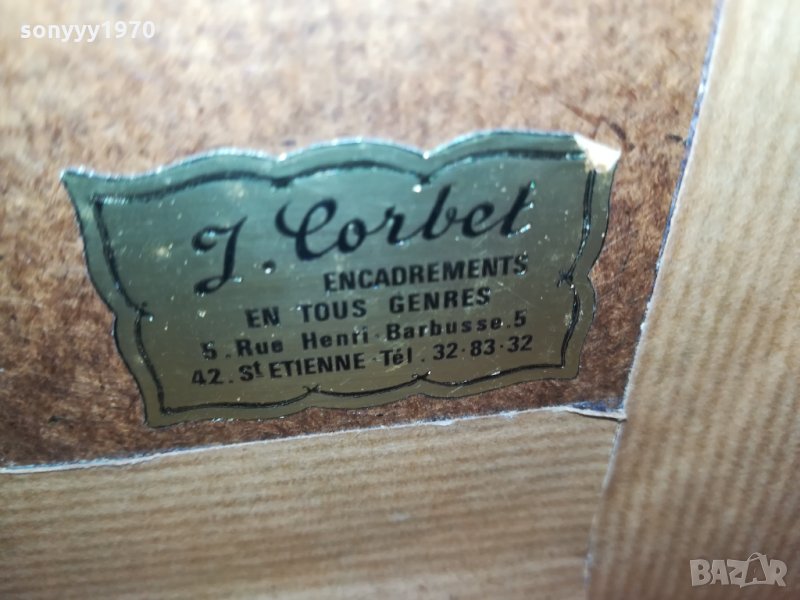 sonyyy1970
J. Corbet
ENCADREMENTS
EN TOUS GENRES
5. Rue Henri-Barbusse.5
42. St ETIENNE-Tél. 32-83-32
BAZAR